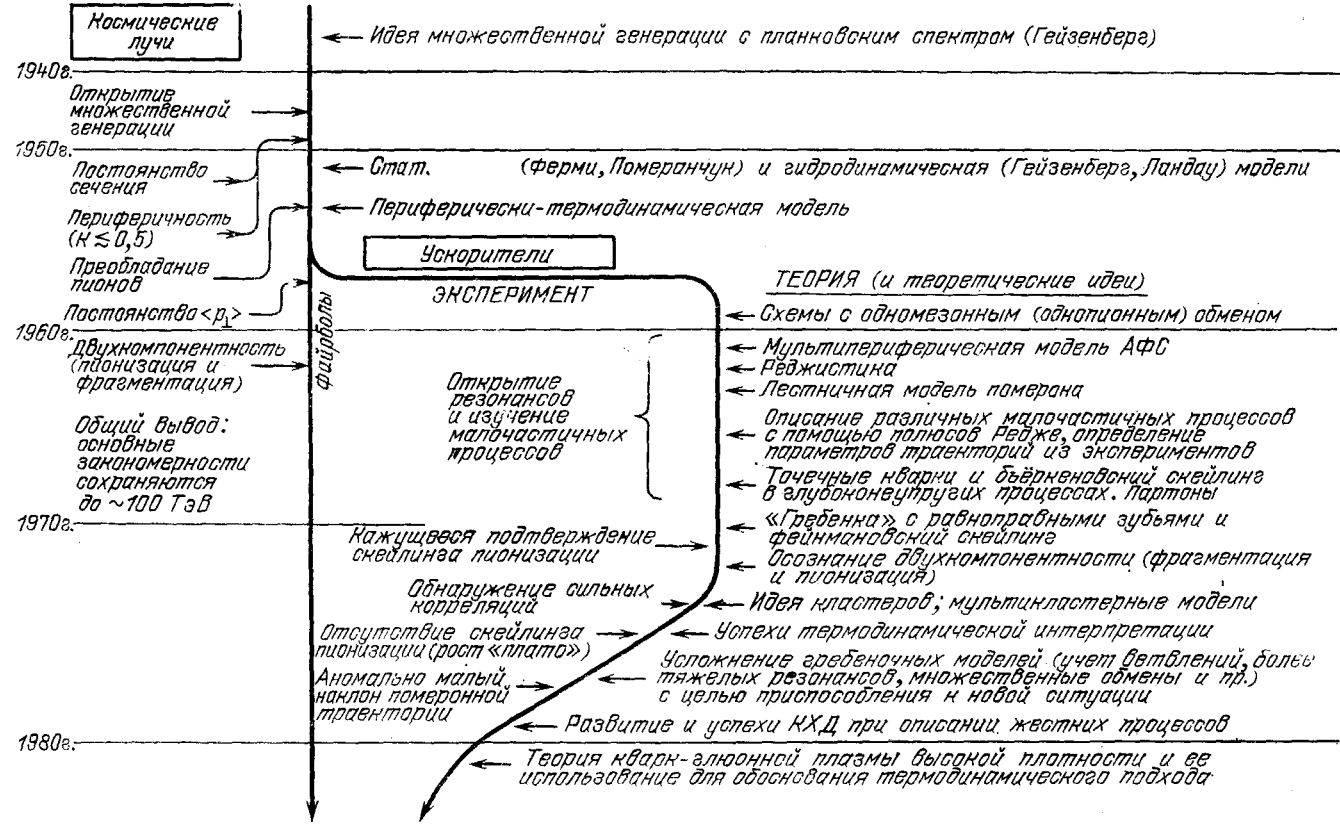 Космические
лучи
Идея множественной генерации с планковским спектром (Гейзенберг)
1940г.
Открытие
множественной
генерации
1950г.
Постоянство
сечения
Стат. (Ферми, Померанчук) и гидродинамическая (Гейзенберг, Ландау) модели
Периферичность
(K ≲ 0,5)
Периферически-термодинамическая модель
Преобладание
пионов
Ускорители
ЭКСПЕРИМЕНТ
ТЕОРИЯ (и теоретические идеи)
Постоянство <p⊥>
файрболы
Схемы с одномезонным (однопионным) обменом
1960г.
Двухкомпонентность
(пионизация и
фрагментация)
Мультипериферическая модель АФС
Реджистика
Лестничная модель померона
Открытие
резонансов
и изучение
малочастичных
процессов
Общий вывод:
основные
закономерности
сохраняются
до ~100 ТэВ
Описание различных малочастичных процессов
с помощью полюсов Редже, определение
параметров траекторий из экспериментов
Точечные кварки и бьёркеновский скейлинг
в глубоконеупругих процессах. Партоны
1970г.
«Гребенка» с равноправными зубьями и
фейнмановский скейлинг
Кажущееся подтверждение
скейлинга пионизации
Осознание двухкомпонентности (фрагментация
и пионизация)
Обнаружение сильных
корреляций
Идея кластеров; мультикластерные модели
Отсутствие скейлинга
пионизации (рост «плато»)
Успехи термодинамической интерпретации
Усложнение гребеночных моделей (учет ветвлений, более
тяжелых резонансов, множественные обмены и пр.)
с целью приспособления к новой ситуации
Аномально малый
наклон померонной
траектории
Развитие и успехи КХД при описании жестких процессов
1980г.
Теория кварк-глюонной плазмы высокой плотности и ее
использование для обоснования термодинамического подхода